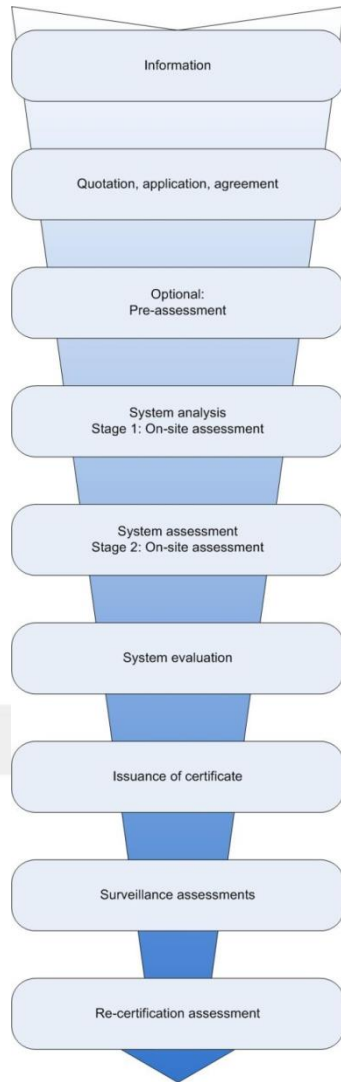 Information
Quotation, application, agreement
Optional:
Pre-assessment
System analysis
Stage 1: On-site assessment
System assessment
Stage 2: On-site assessment
System evaluation
Issuance of certificate
Surveillance assessments
Re-certification assessment